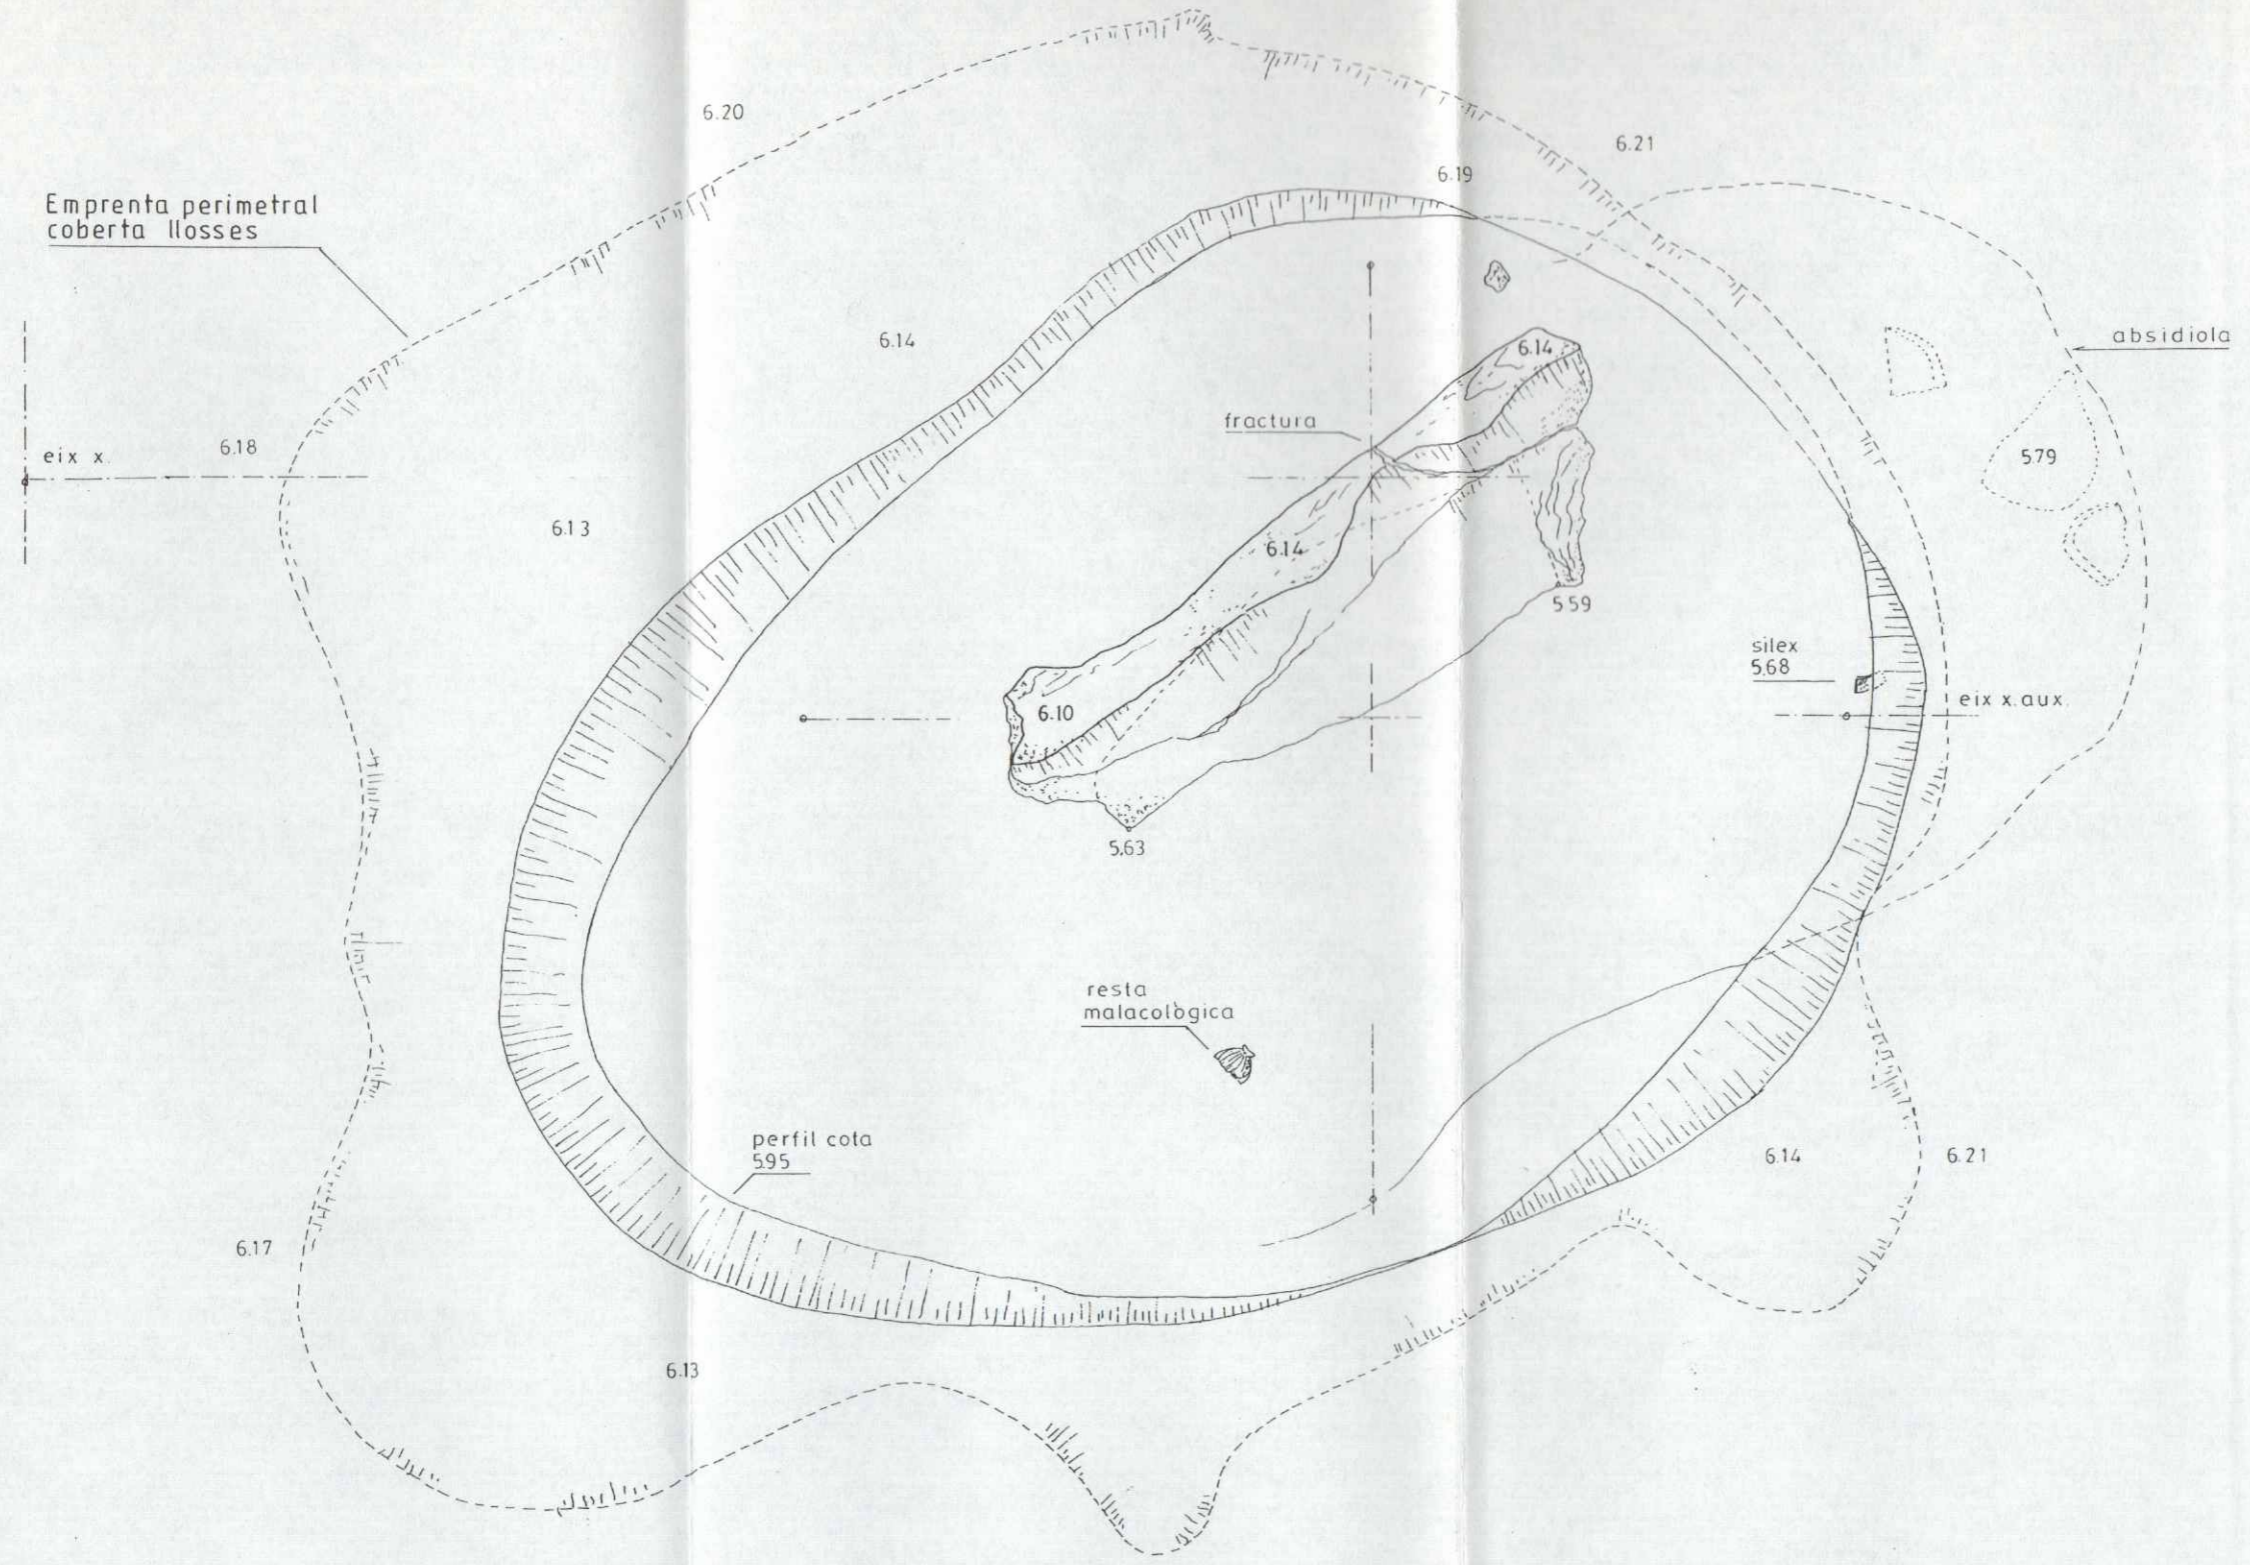 6.20
6.21
6.19
Emprenta perimetral
coberta llosses
absidiola
6.14
6.14
fractura
eix x.
6.18
5.79
6.13
6.14
5.59
silex
5.68
eix x.aux.
6.10
5.63
resta
malacològica
perfil cota
5.95
6.14
6.21
6.17
6.13